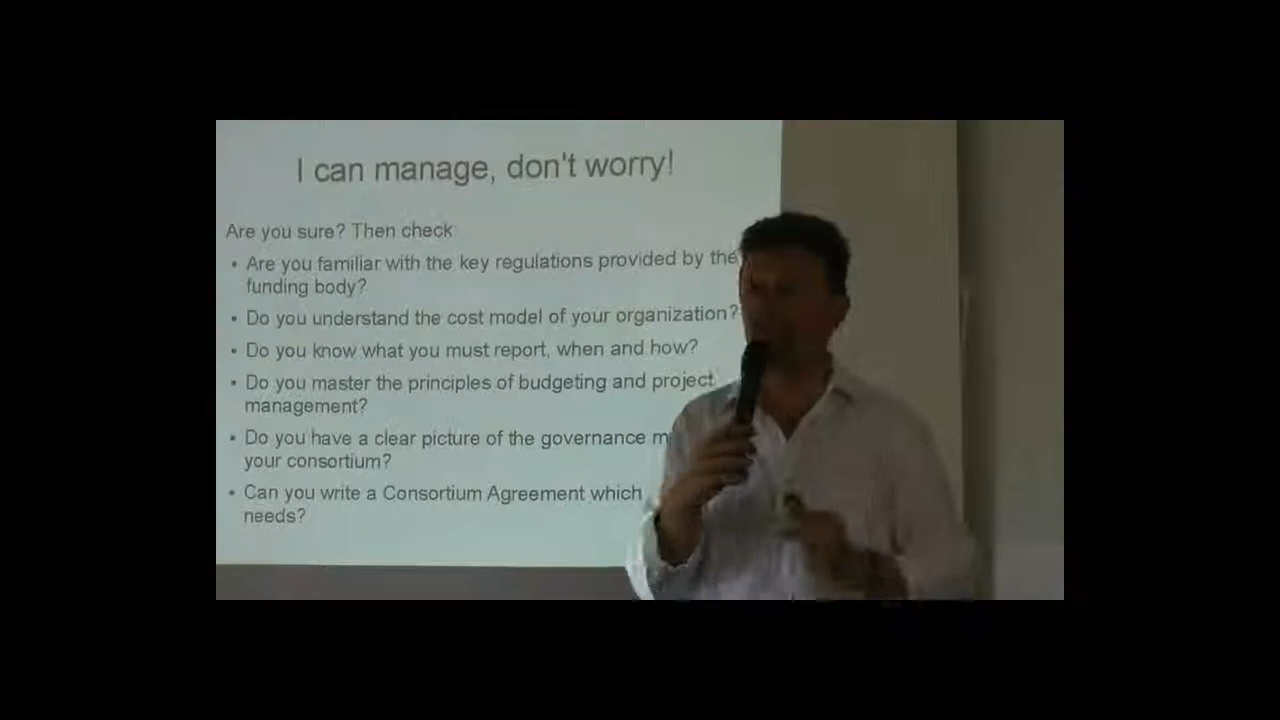 I can manage, don't worry!
Are you sure? Then check
• Are you familiar with the key regulations provided by the
funding body?
• Do you understand the cost model of your organization?
• Do you know what you must report, when and how?
• Do you master the principles of budgeting and project
management?
• Do you have a clear picture of the governance
your consortium?
• Can you write a Consortium Agreement which
needs?